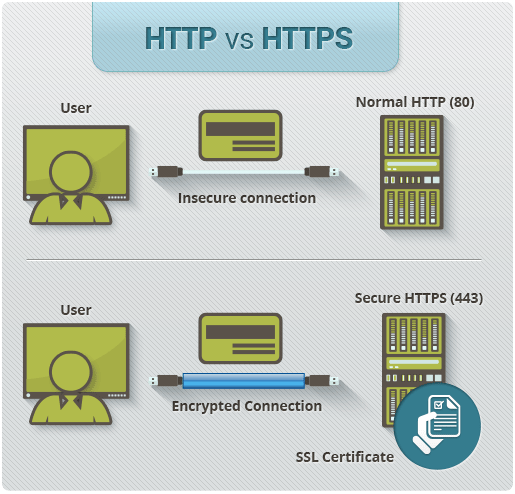 HTTP vs HTTPS
User
Normal HTTP (80)
Insecure connection
User
Secure HTTPS (443)
Encrypted Connection
SSL Certificate